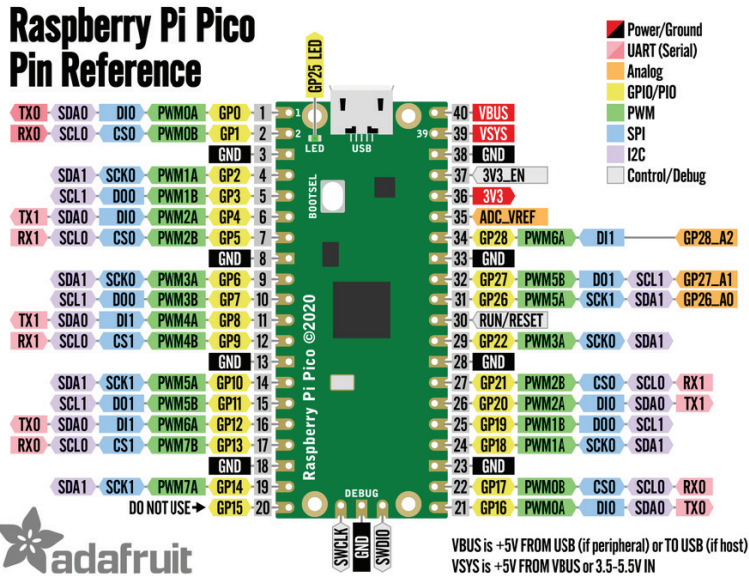 Raspberry Pi Pico
Pin Reference
GP25 LED
Power/Ground
UART (Serial)
Analog
GPIO/PIO
PWM
SPI
I2C
Control/Debug
TX0 SDA0 DI0 PWM0A GP0 1 1 40 VBUS
RX0 SCL0 CS0 PWM0B GP1 2 2 LED USB 39 39 VSYS
GND 3 38 GND
SDA1 SCK0 PWM1A GP2 4 37 3V3_EN
SCL1 DO0 PWM1B GP3 5 BOOTSEL 36 3V3
TX1 SDA0 DI0 PWM2A GP4 6 35 ADC_VREF
RX1 SCL0 CS0 PWM2B GP5 7 34 GP28 PWM6A DI1 GP28_A2
GND 8 33 GND
SDA1 SCK0 PWM3A GP6 9 32 GP27 PWM5B DO1 SCL1 GP27_A1
SCL1 DO0 PWM3B GP7 10 31 GP26 PWM5A SCK1 SDA1 GP26_A0
TX1 SDA0 DI1 PWM4A GP8 11 30 RUN/RESET
RX1 SCL0 CS1 PWM4B GP9 12 29 GP22 PWM3A SCK0 SDA1
GND 13 28 GND
SDA1 SCK1 PWM5A GP10 14 27 GP21 PWM2B CS0 SCL0 RX1
SCL1 DO1 PWM5B GP11 15 26 GP20 PWM2A DI0 SDA0 TX1
TX0 SDA0 DI1 PWM6A GP12 16 25 GP19 PWM1B DO0 SCL1
RX0 SCL0 CS1 PWM7B GP13 17 24 GP18 PWM1A SCK0 SDA1
GND 18 23 GND
SDA1 SCK1 PWM7A GP14 19 22 GP17 PWM0B CS0 SCL0 RX0
DO NOT USE→ GP15 20 21 GP16 PWM0A DI0 SDA0 TX0
Raspberry Pi Pico ©2020
DEBUG
SWCLK
GND
SWDIO
adafruit
VBUS is +5V FROM USB (if peripheral) or TO USB (if host)
VSYS is +5V FROM VBUS or 3.5-5.5V IN